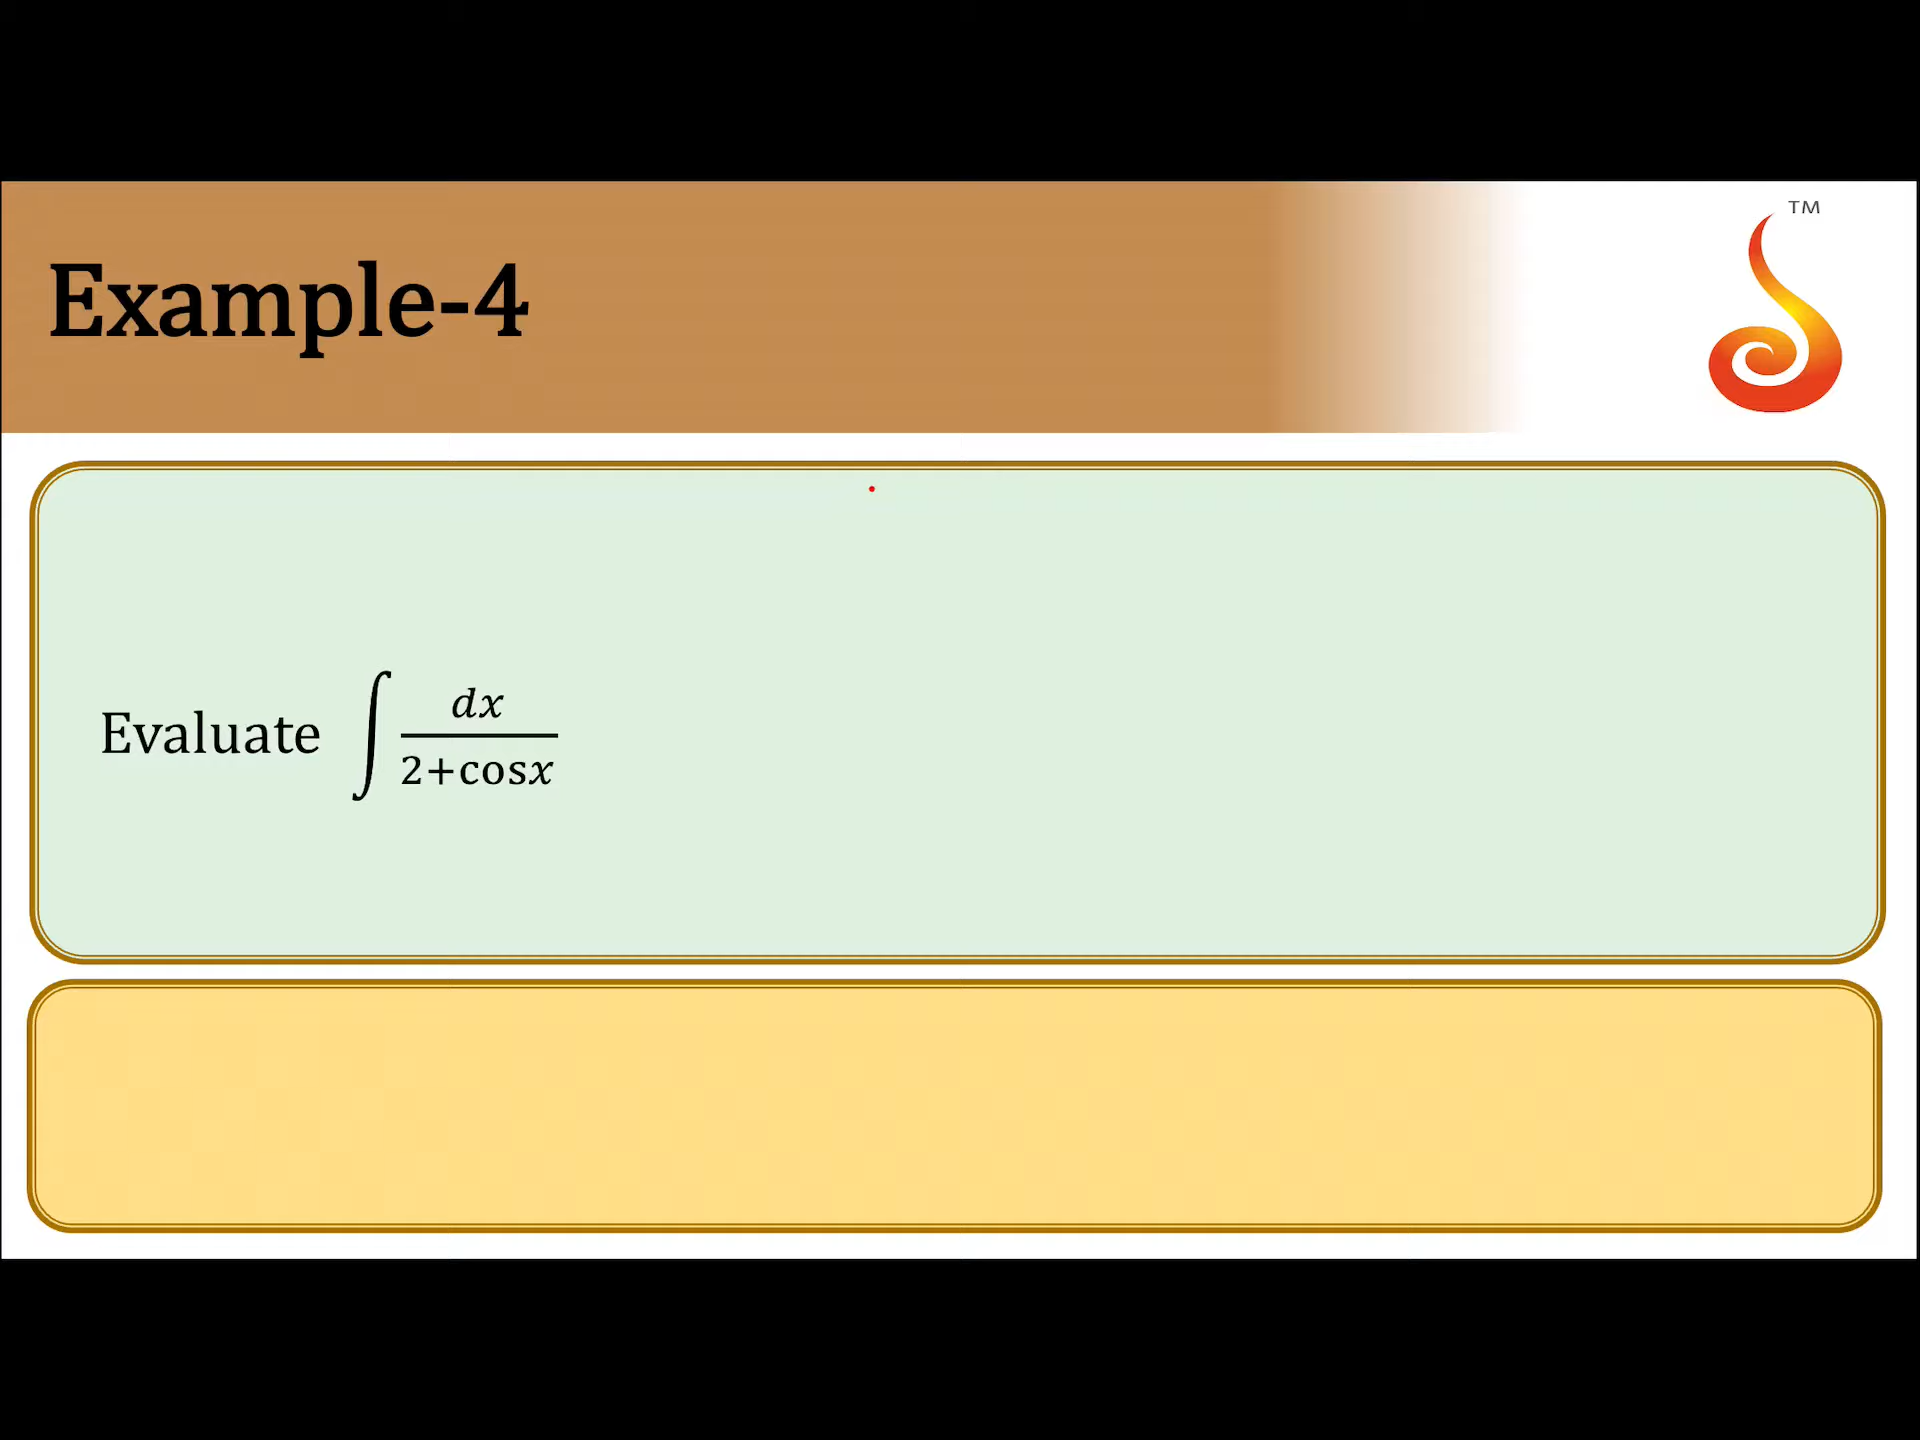 TM
Example-4
Evaluate ∫ dx / 2+cosx